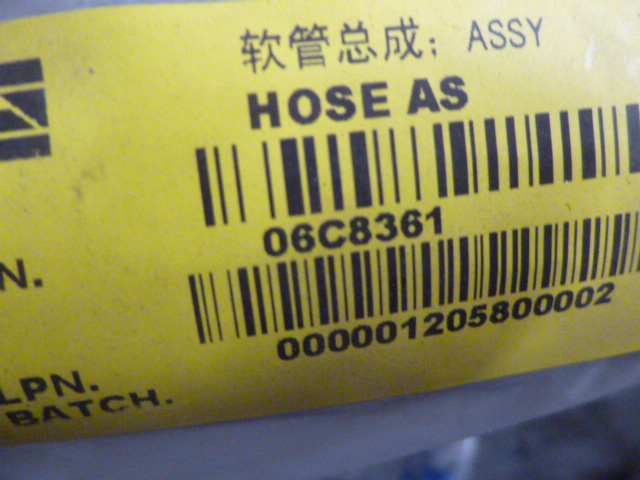 软管总成; ASSY
HOSE AS
06C8361
N.
000001205800002
LPN.
BATCH.